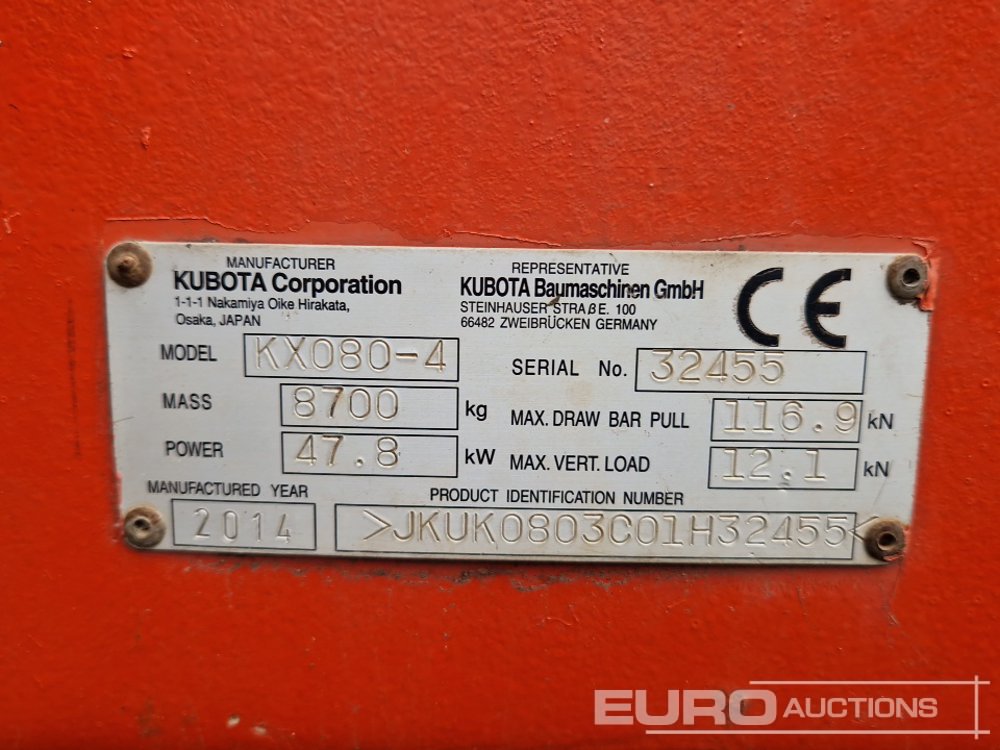 MANUFACTURER
KUBOTA Corporation
1-1-1 Nakamiya Oike Hirakata,
Osaka, JAPAN
REPRESENTATIVE
KUBOTA Baumaschinen GmbH
STEINHAUSER STRAßE. 100
66482 ZWEIBRÜCKEN GERMANY
CE
MODEL KX080-4
SERIAL No. 32455
MASS 8700 kg
MAX. DRAW BAR PULL 116.9 kN
POWER 47.8 kW
MAX. VERT. LOAD 12.1 kN
MANUFACTURED YEAR
2014
PRODUCT IDENTIFICATION NUMBER
>JKUK0803C01H32455<
EURO AUCTIONS